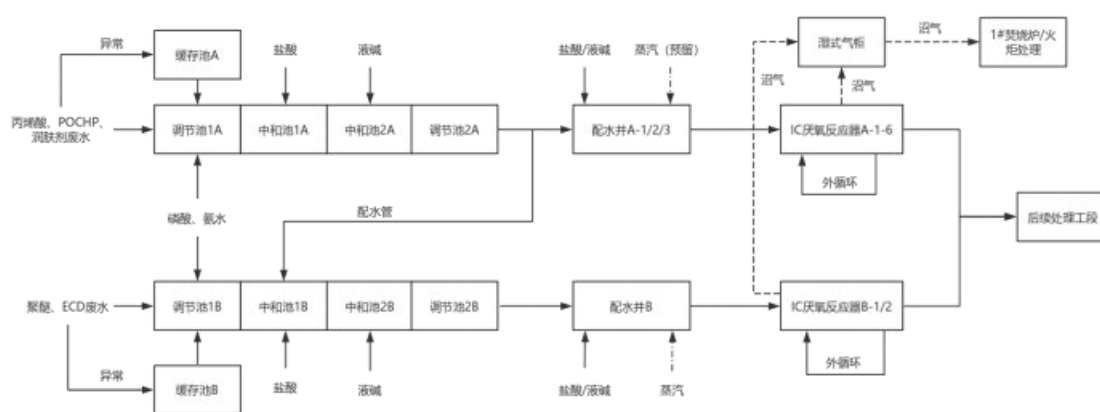 异常
缓存池A
盐酸
液碱
盐酸/液碱
蒸汽（预留）
湿式气柜
沼气
1#焚烧炉/火
炬处理
沼气
沼气
丙烯酸、POCHP、
润肤剂废水
调节池1A
中和池1A
中和池2A
调节池2A
配水井A-1/2/3
IC厌氧反应器A-1-6
外循环
磷酸、氨水
配水管
后续处理工段
聚醚、ECD废水
调节池1B
中和池1B
中和池2B
调节池2B
配水井B
IC厌氧反应器B-1/2
外循环
异常
缓存池B
盐酸
液碱
盐酸/液碱
蒸汽